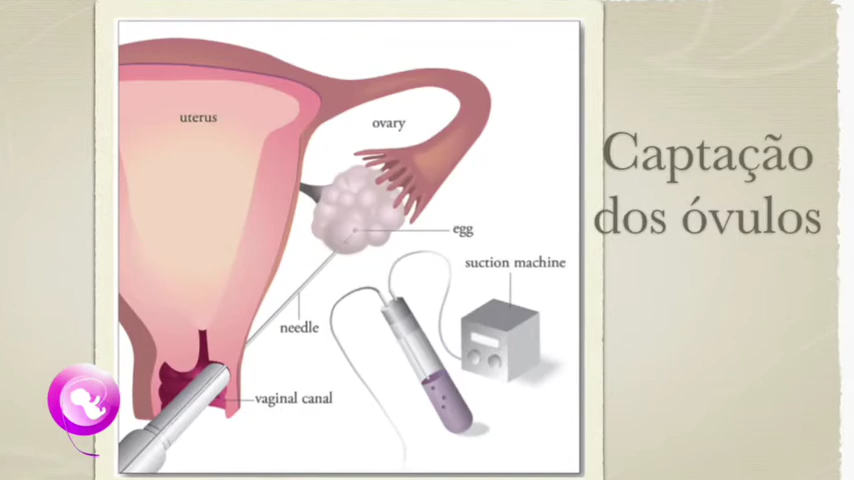 uterus
ovary
Captação
dos óvulos
egg
suction machine
needle
vaginal canal